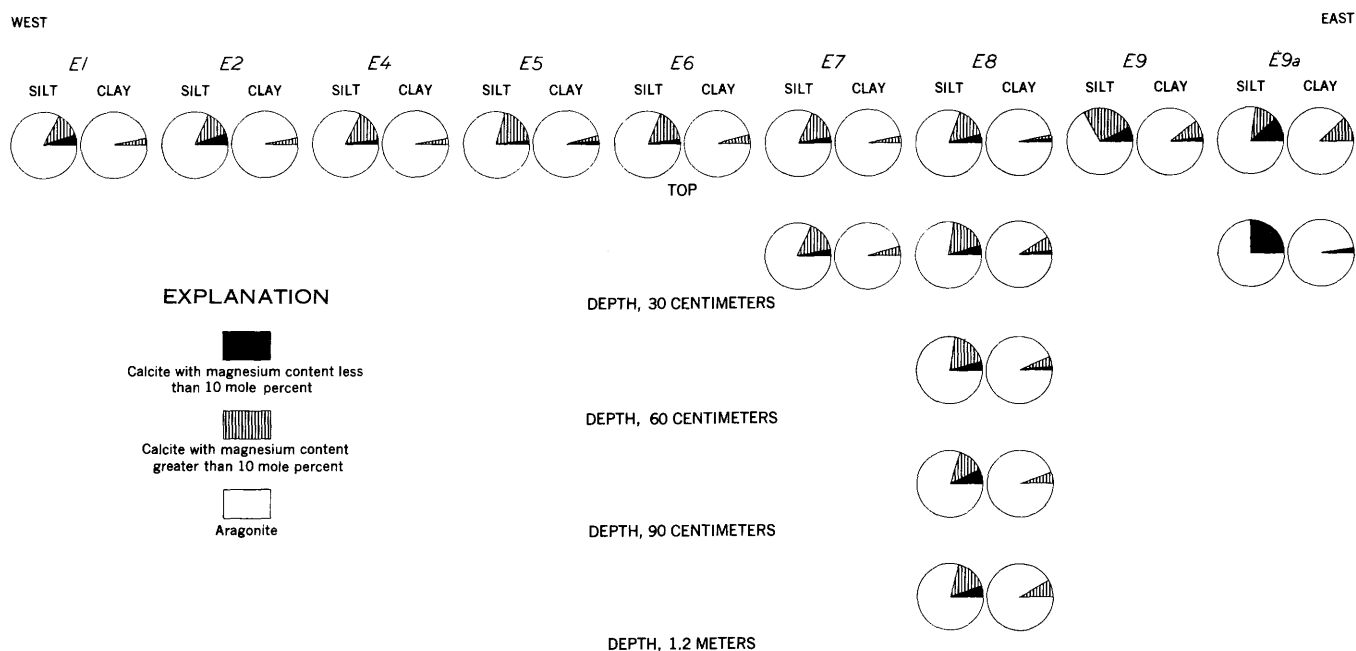 WEST
EAST
E1 E2 E4 E5 E6 E7 E8 E9 E9a
SILT CLAY SILT CLAY SILT CLAY SILT CLAY SILT CLAY SILT CLAY SILT CLAY SILT CLAY SILT CLAY
TOP
EXPLANATION
DEPTH, 30 CENTIMETERS
Calcite with magnesium content less
than 10 mole percent
DEPTH, 60 CENTIMETERS
Calcite with magnesium content
greater than 10 mole percent
Aragonite
DEPTH, 90 CENTIMETERS
DEPTH, 1.2 METERS